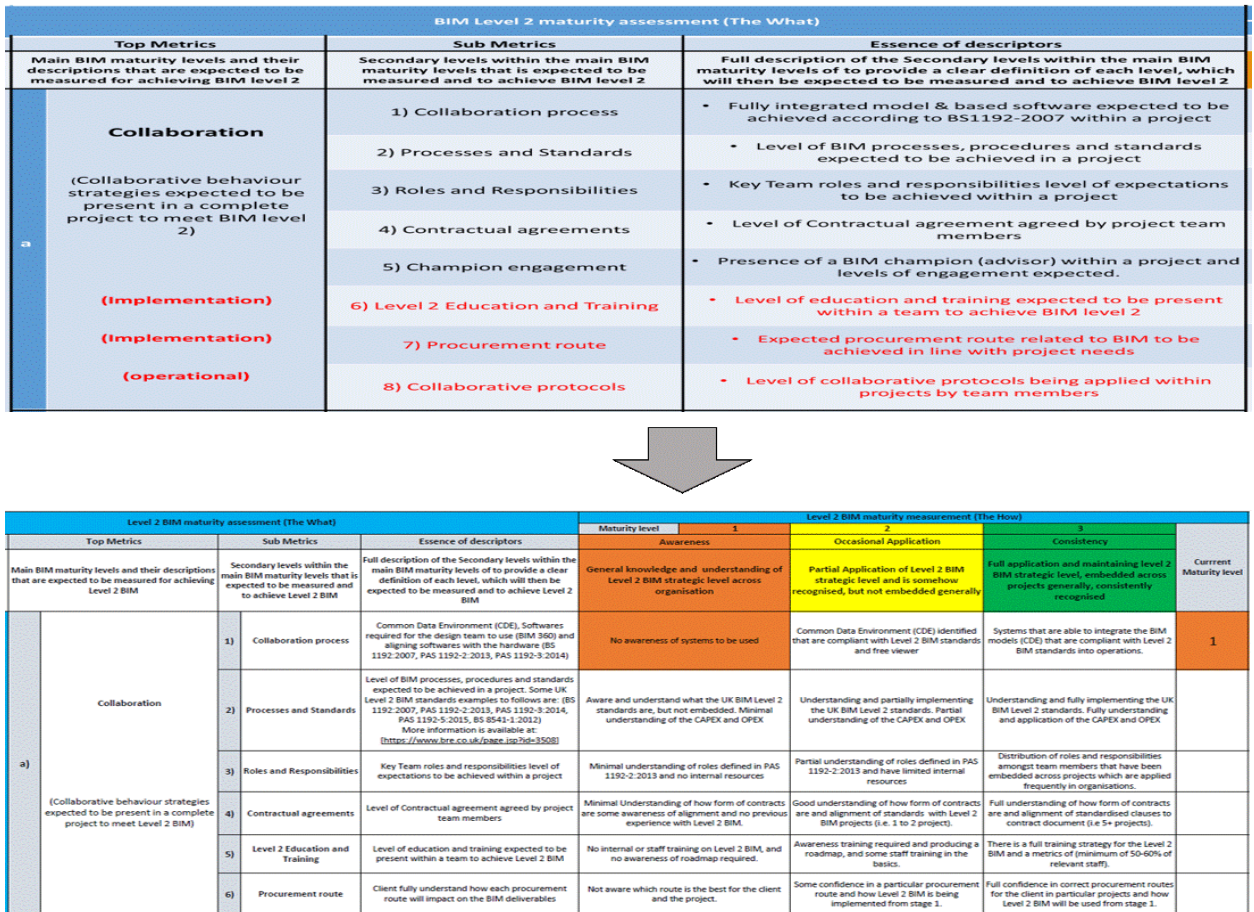 BIM Level 2 maturity assessment (The What)
Top Metrics
Sub Metrics
Essence of descriptors
Main BIM maturity levels and their
descriptions that are expected to be
measured for achieving BIM level 2
Secondary levels within the main BIM
maturity levels that is expected to be
measured and to achieve BIM level 2
Full description of the Secondary levels within the main BIM
maturity levels of to provide a clear definition of each level, which
will then be expected to be measured and to achieve BIM level 2
a
Collaboration
(Collaborative behaviour
strategies expected to be
present in a complete
project to meet BIM level
2)
(Implementation)
(Implementation)
(operational)
1) Collaboration process
• Fully integrated model & based software expected to be
achieved according to BS1192-2007 within a project
2) Processes and Standards
• Level of BIM processes, procedures and standards
expected to be achieved in a project
3) Roles and Responsibilities
• Key Team roles and responsibilities level of expectations
to be achieved within a project
4) Contractual agreements
• Level of Contractual agreement agreed by project team
members
5) Champion engagement
• Presence of a BIM champion (advisor) within a project and
levels of engagement expected.
6) Level 2 Education and Training
• Level of education and training expected to be present
within a team to achieve BIM level 2
7) Procurement route
• Expected procurement route related to BIM to be
achieved in line with project needs
8) Collaborative protocols
• Level of collaborative protocols being applied within
projects by team members
Level 2 BIM maturity assessment (The What)
Level 2 BIM maturity measurement (The How)
Maturity level
1
2
3
Currrent
Maturity level
Top Metrics
Sub Metrics
Essence of descriptors
Awareness
Occasional Application
Consistency
Main BIM maturity levels and their descriptions
that are expected to be measured for achieving
Level 2 BIM
Secondary levels within the
main BIM maturity levels that is
expected to be measured and
to achieve Level 2 BIM
Full description of the Secondary levels within the
main BIM maturity levels of to provide a clear
definition of each level, which will then be
expected to be measured and to achieve Level 2
BIM
General knowledge and understanding of
Level 2 BIM strategic level across
organisation
Partial Application of Level 2 BIM
strategic level and is somehow
recognised, but not embedded generally
Full application and maintaining level 2
BIM strategic level, embedded across
projects generally, consistently
recognised
a)
Collaboration
(Collaborative behaviour strategies
expected to be present in a complete
project to meet Level 2 BIM)
1)
Collaboration process
Common Data Environment (CDE), Softwares
required for the design team to use (BIM 360) and
aligning softwares with the hardware (BS
1192:2007, PAS 1192-2:2013, PAS 1192-3:2014)
No awareness of systems to be used
Common Data Environment (CDE) identified
that are compliant with Level 2 BIM standards
and free viewer
Systems that are able to integrate the BIM
models (CDE) that are compliant with Level 2
BIM standards into operations.
1
2)
Processes and Standards
Level of BIM processes, procedures and standards
expected to be achieved in a project. Some UK
Level 2 BIM standards examples to follows are: (BS
1192:2007, PAS 1192-2:2013, PAS 1192-3:2014,
PAS 1192-5:2015, BS 8541-1:2012)
More information is available at:
[https://www.bre.co.uk/page.jsp?id=3508]
Aware and understand what the UK BIM Level 2
standards are, but not embedded. Minimal
understanding of the CAPEX and OPEX
Understanding and partially implementing
the UK BIM Level 2 standards. Partial
understanding of the CAPEX and OPEX
Understanding and fully implementing the UK
BIM Level 2 standards. Fully understanding
and application of the CAPEX and OPEX
3)
Roles and Responsibilities
Key Team roles and responsibilities level of
expectations to be achieved within a project
Minimal understanding of roles defined in PAS
1192-2:2013 and no internal resources
Partial understanding of roles defined in PAS
1192-2:2013 and have limited internal
resources
Distribution of roles and responsibilities
amongst team members that have been
embedded across projects which are applied
frequently in organisations.
4)
Contractual agreements
Level of Contractual agreement agreed by project
team members
Minimal Understanding of how form of contracts
are some awareness of alignment and no previous
experience with Level 2 BIM.
Good understanding of how form of contracts
are and alignment of standards with Level 2
BIM projects (i.e. 1 to 2 project).
Full understanding of how form of contracts
are and alignment of standardised clauses to
contract document (i.e 5+ projects).
5)
Level 2 Education and
Training
Level of education and training expected to be
present within a team to achieve Level 2 BIM
No internal or staff training on Level 2 BIM, and
no awareness of roadmap required.
Awareness training required and producing a
roadmap, and some staff training in the
basics.
There is a full training strategy for the Level 2
BIM and a metrics of (minimum of 50-60% of
relevant staff).
6)
Procurement route
Client fully understand how each procurement
route will impact on the BIM deliverables
Not aware which route is the best for the client
and the project.
Some confidence in a particular procurement
route and how Level 2 BIM is being
implemented from stage 1.
Full confidence in correct procurement routes
for the client in particular projects and how
Level 2 BIM will be used from stage 1.